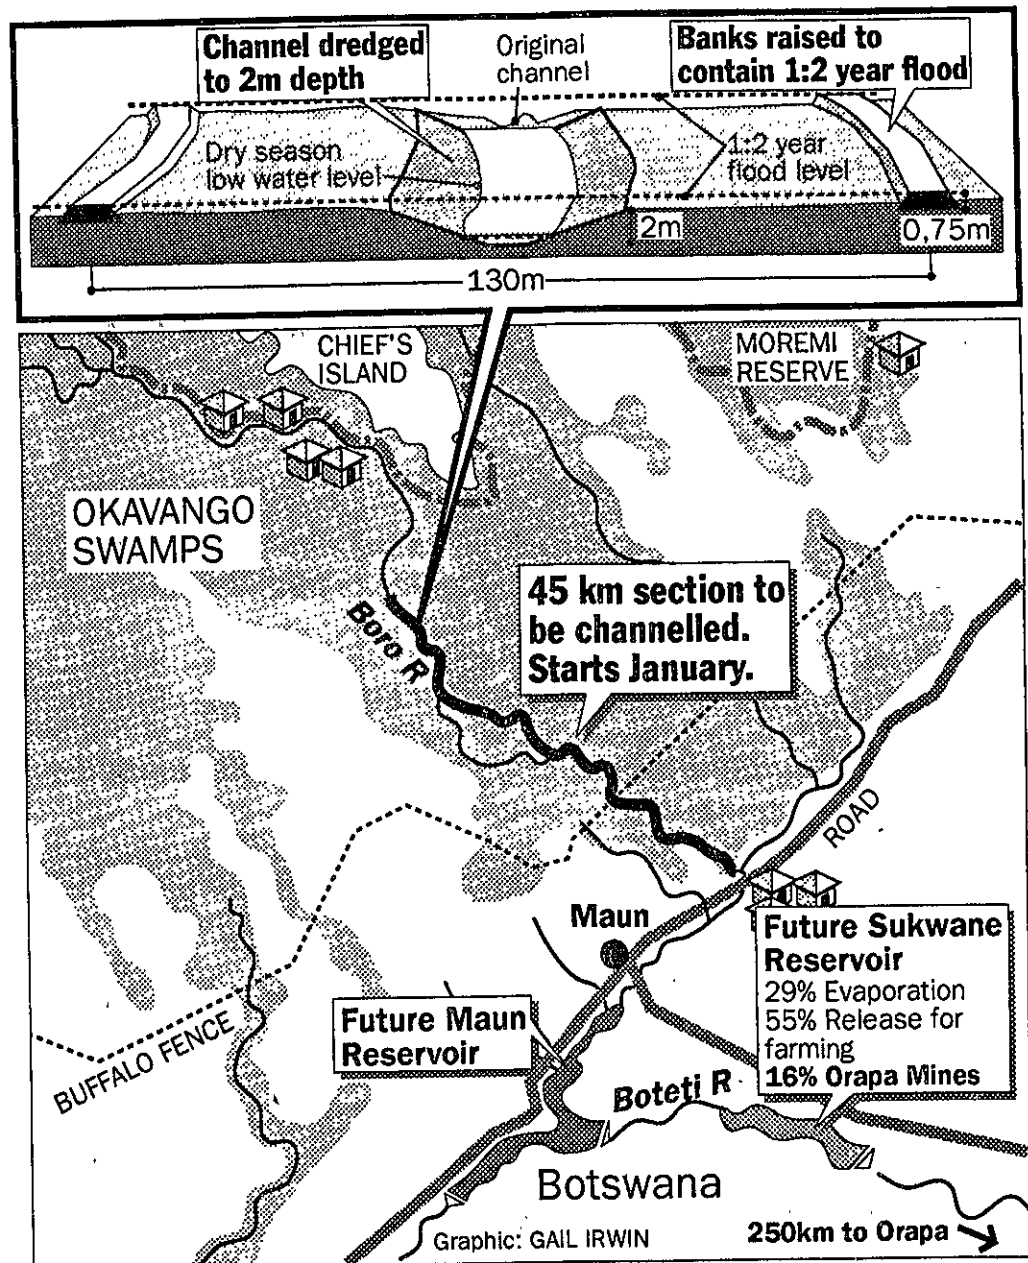 Channel dredged
to 2m depth
Original
channel
Banks raised to
contain 1:2 year flood
Dry season
low water level
1:2 year
flood level
2m
0,75m
130m
CHIEF'S
ISLAND
MOREMI
RESERVE
OKAVANGO
SWAMPS
45 km section to
be channelled.
Starts January.
Boro R
ROAD
Maun
Future Sukwane
Reservoir
29% Evaporation
55% Release for
farming
16% Orapa Mines
Future Maun
Reservoir
BUFFALO FENCE
Boteti R
Botswana
Graphic: GAIL IRWIN
250km to Orapa